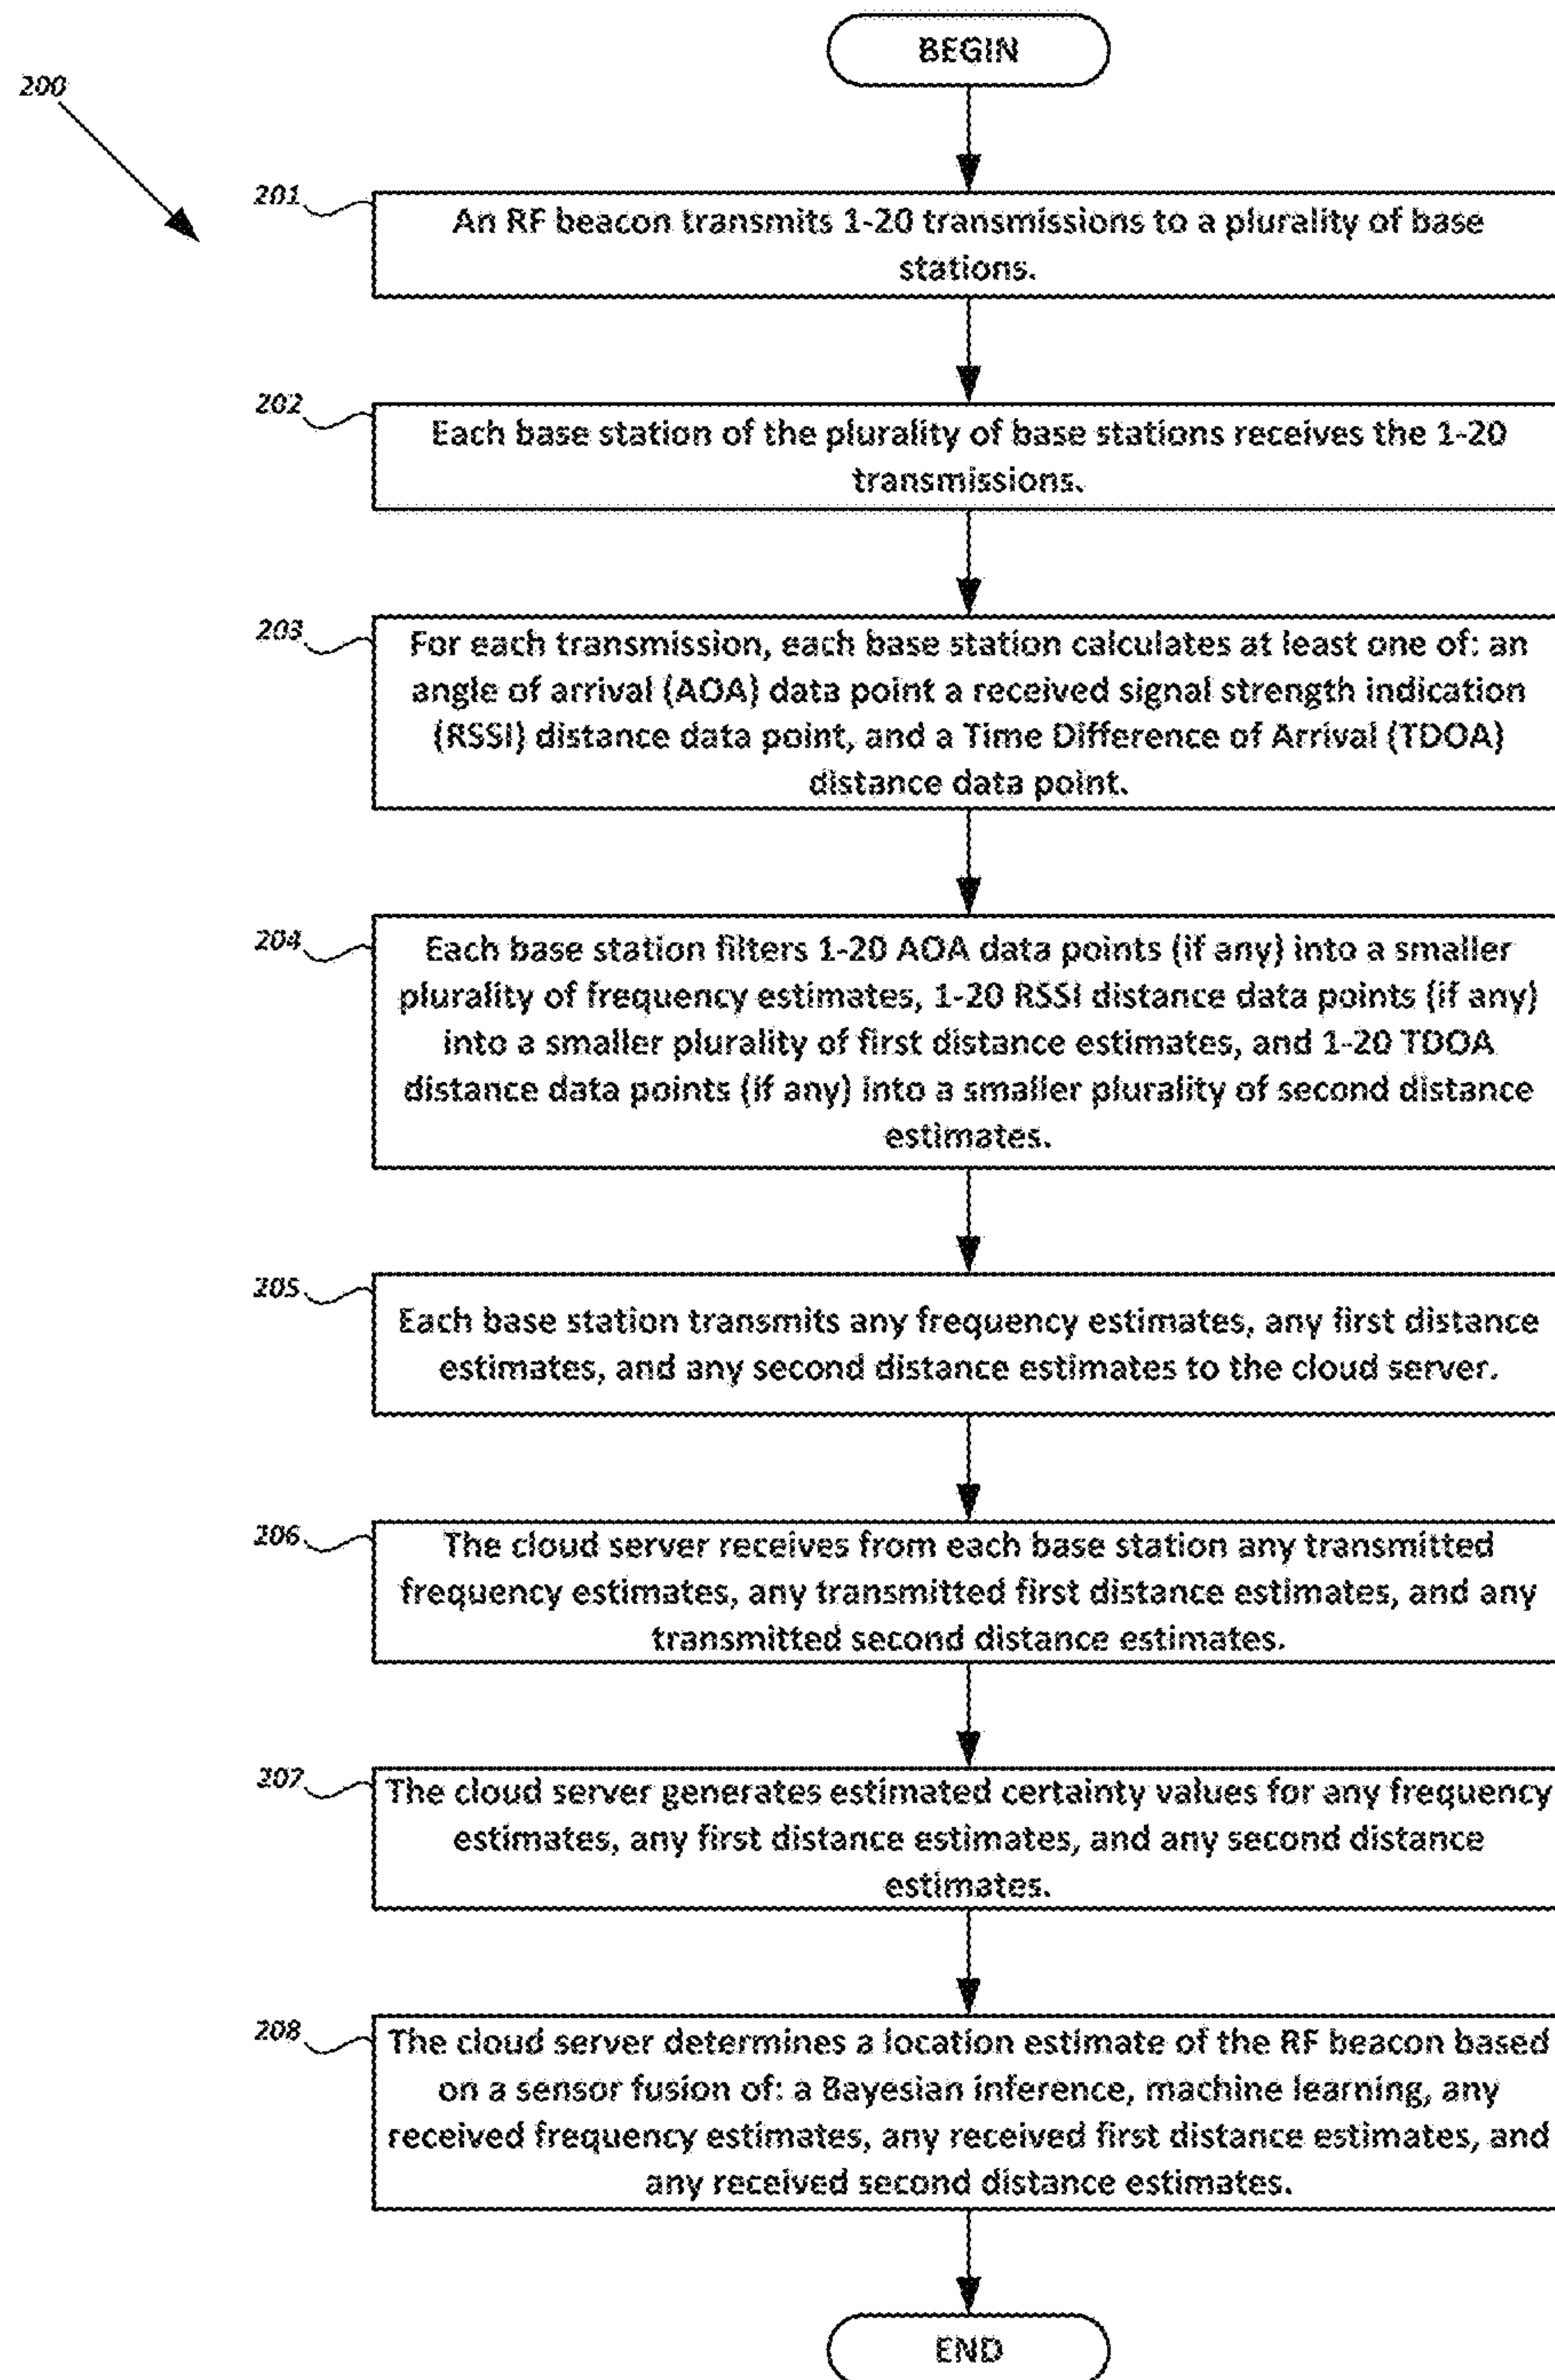 BEGIN
200
201
An RF beacon transmits 1-20 transmissions to a plurality of base
stations.
202
Each base station of the plurality of base stations receives the 1-20
transmissions.
203
For each transmission, each base station calculates at least one of: an
angle of arrival (AOA) data point a received signal strength indication
(RSSI) distance data point, and a Time Difference of Arrival (TDOA)
distance data point.
204
Each base station filters 1-20 AOA data points (if any) into a smaller
plurality of frequency estimates, 1-20 RSSI distance data points (if any)
into a smaller plurality of first distance estimates, and 1-20 TDOA
distance data points (if any) into a smaller plurality of second distance
estimates.
205
Each base station transmits any frequency estimates, any first distance
estimates, and any second distance estimates to the cloud server.
206
The cloud server receives from each base station any transmitted
frequency estimates, any transmitted first distance estimates, and any
transmitted second distance estimates.
207
The cloud server generates estimated certainty values for any frequency
estimates, any first distance estimates, and any second distance
estimates.
208
The cloud server determines a location estimate of the RF beacon based
on a sensor fusion of: a Bayesian inference, machine learning, any
received frequency estimates, any received first distance estimates, and
any received second distance estimates.
END